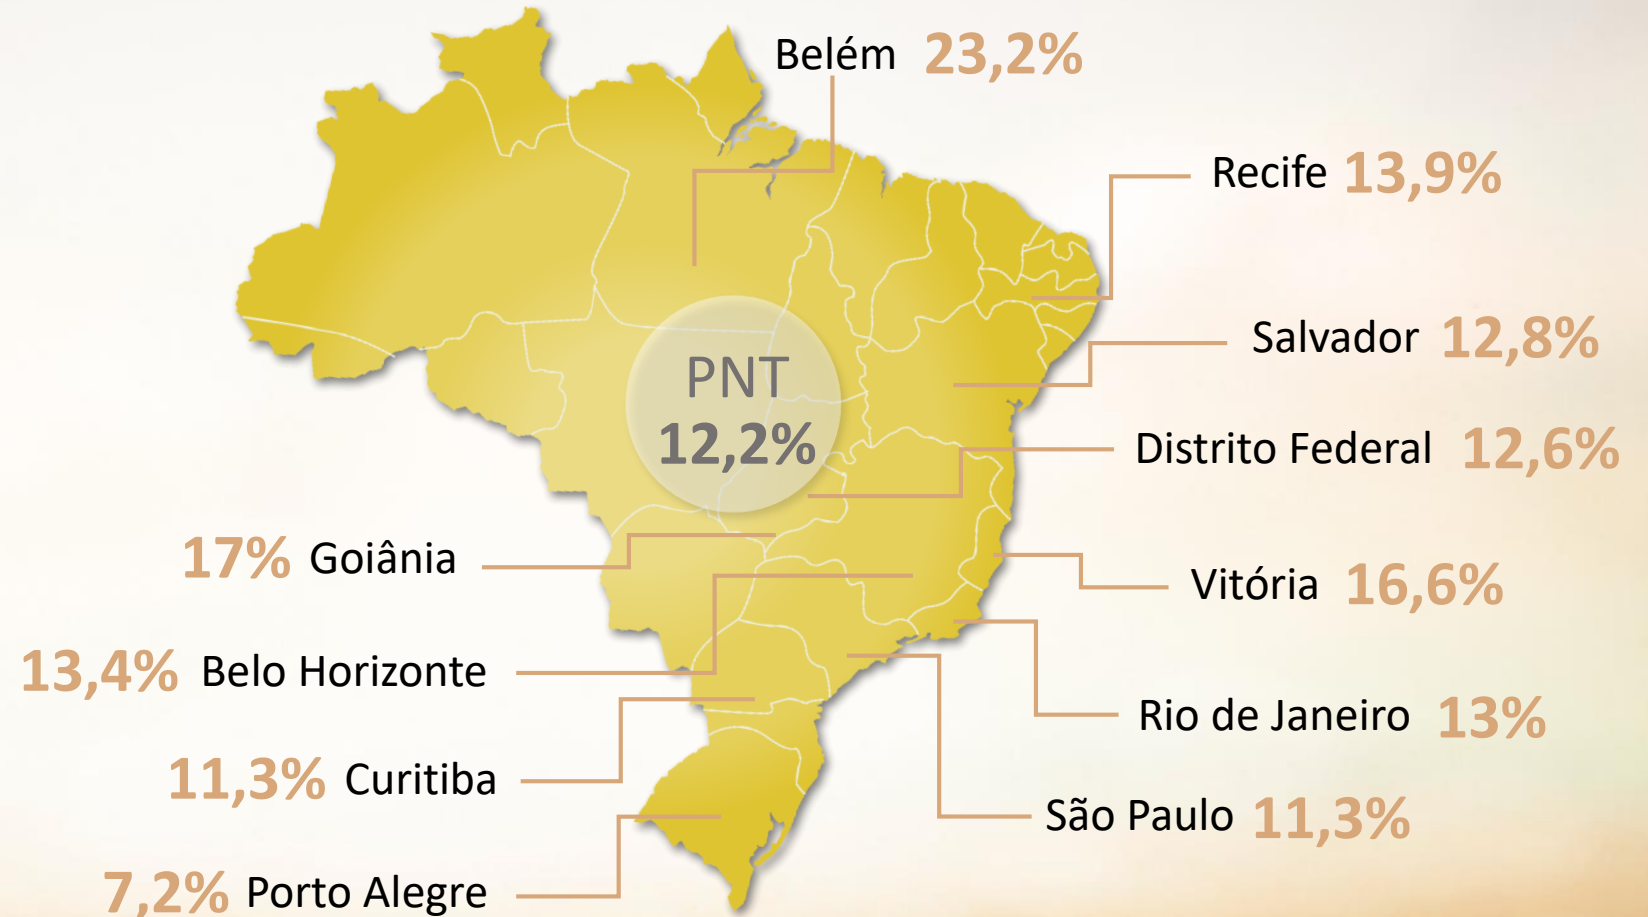 Belém 23,2%
Recife 13,9%
Salvador 12,8%
PNT
12,2%
Distrito Federal 12,6%
17% Goiânia
Vitória 16,6%
13,4% Belo Horizonte
Rio de Janeiro 13%
11,3% Curitiba
São Paulo 11,3%
7,2% Porto Alegre